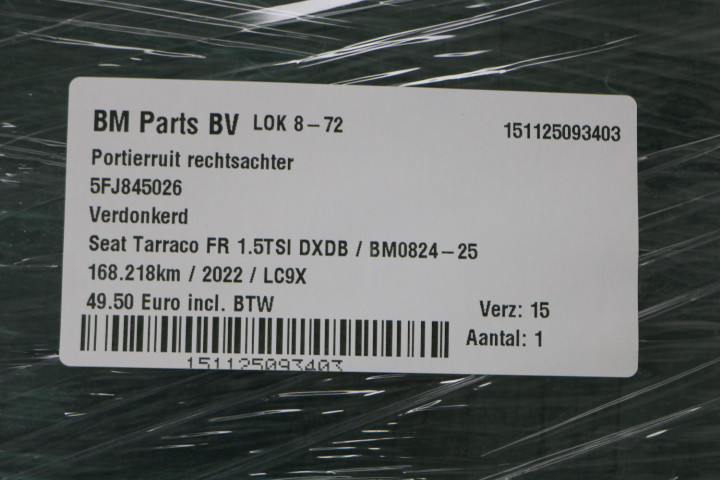 BM Parts BV LOK 8-72 151125093403
Portierruit rechtsachter
5FJ845026
Verdonkerd
Seat Tarraco FR 1.5TSI DXDB / BM0824-25
168.218km / 2022 / LC9X
49.50 Euro incl. BTW Verz: 15
Aantal: 1
151125093403